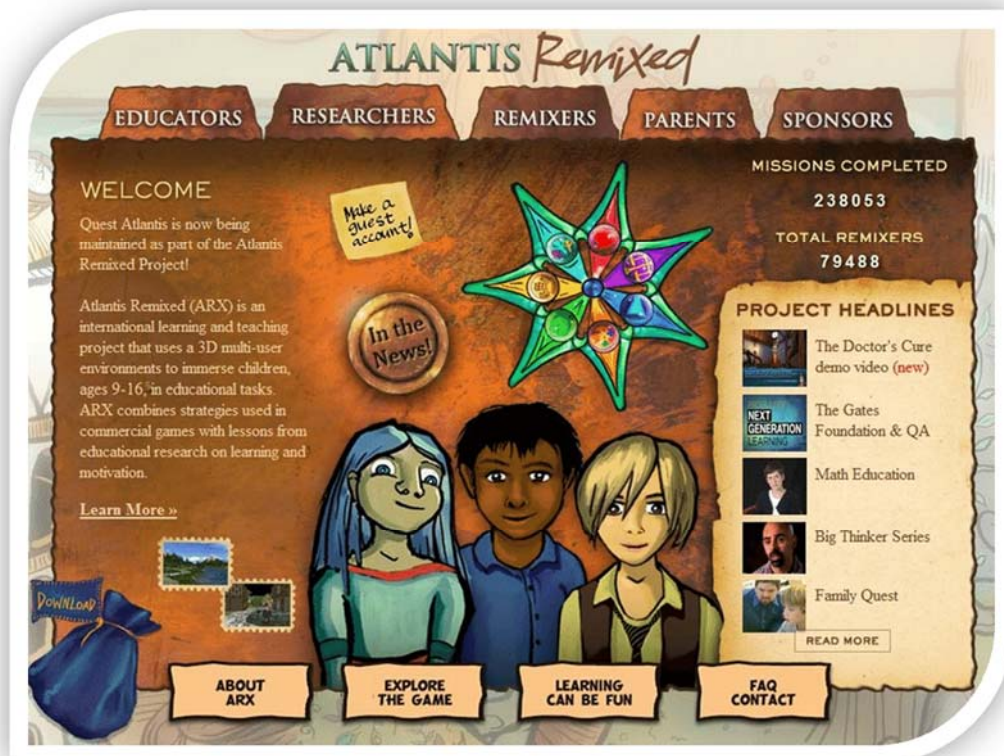 ATLANTIS Remixed
EDUCATORS
RESEARCHERS
REMIXERS
PARENTS
SPONSORS
WELCOME
Quest Atlantis is now being
maintained as part of the Atlantis
Remixed Project!
Atlantis Remixed (ARX) is an
international learning and teaching
project that uses a 3D multi-user
environments to immerse children,
ages 9-16, in educational tasks.
ARX combines strategies used in
commercial games with lessons from
educational research on learning and
motivation.
Learn More »
Make a
guest
account!
In the
News!
MISSIONS COMPLETED
238053
TOTAL REMIXERS
79488
PROJECT HEADLINES
The Doctor's Cure
demo video (new)
NEXT
GENERATION
LEARNING
The Gates
Foundation & QA
Math Education
Big Thinker Series
Family Quest
READ MORE
DOWNLOAD
ABOUT
ARX
EXPLORE
THE GAME
LEARNING
CAN BE FUN
FAQ
CONTACT